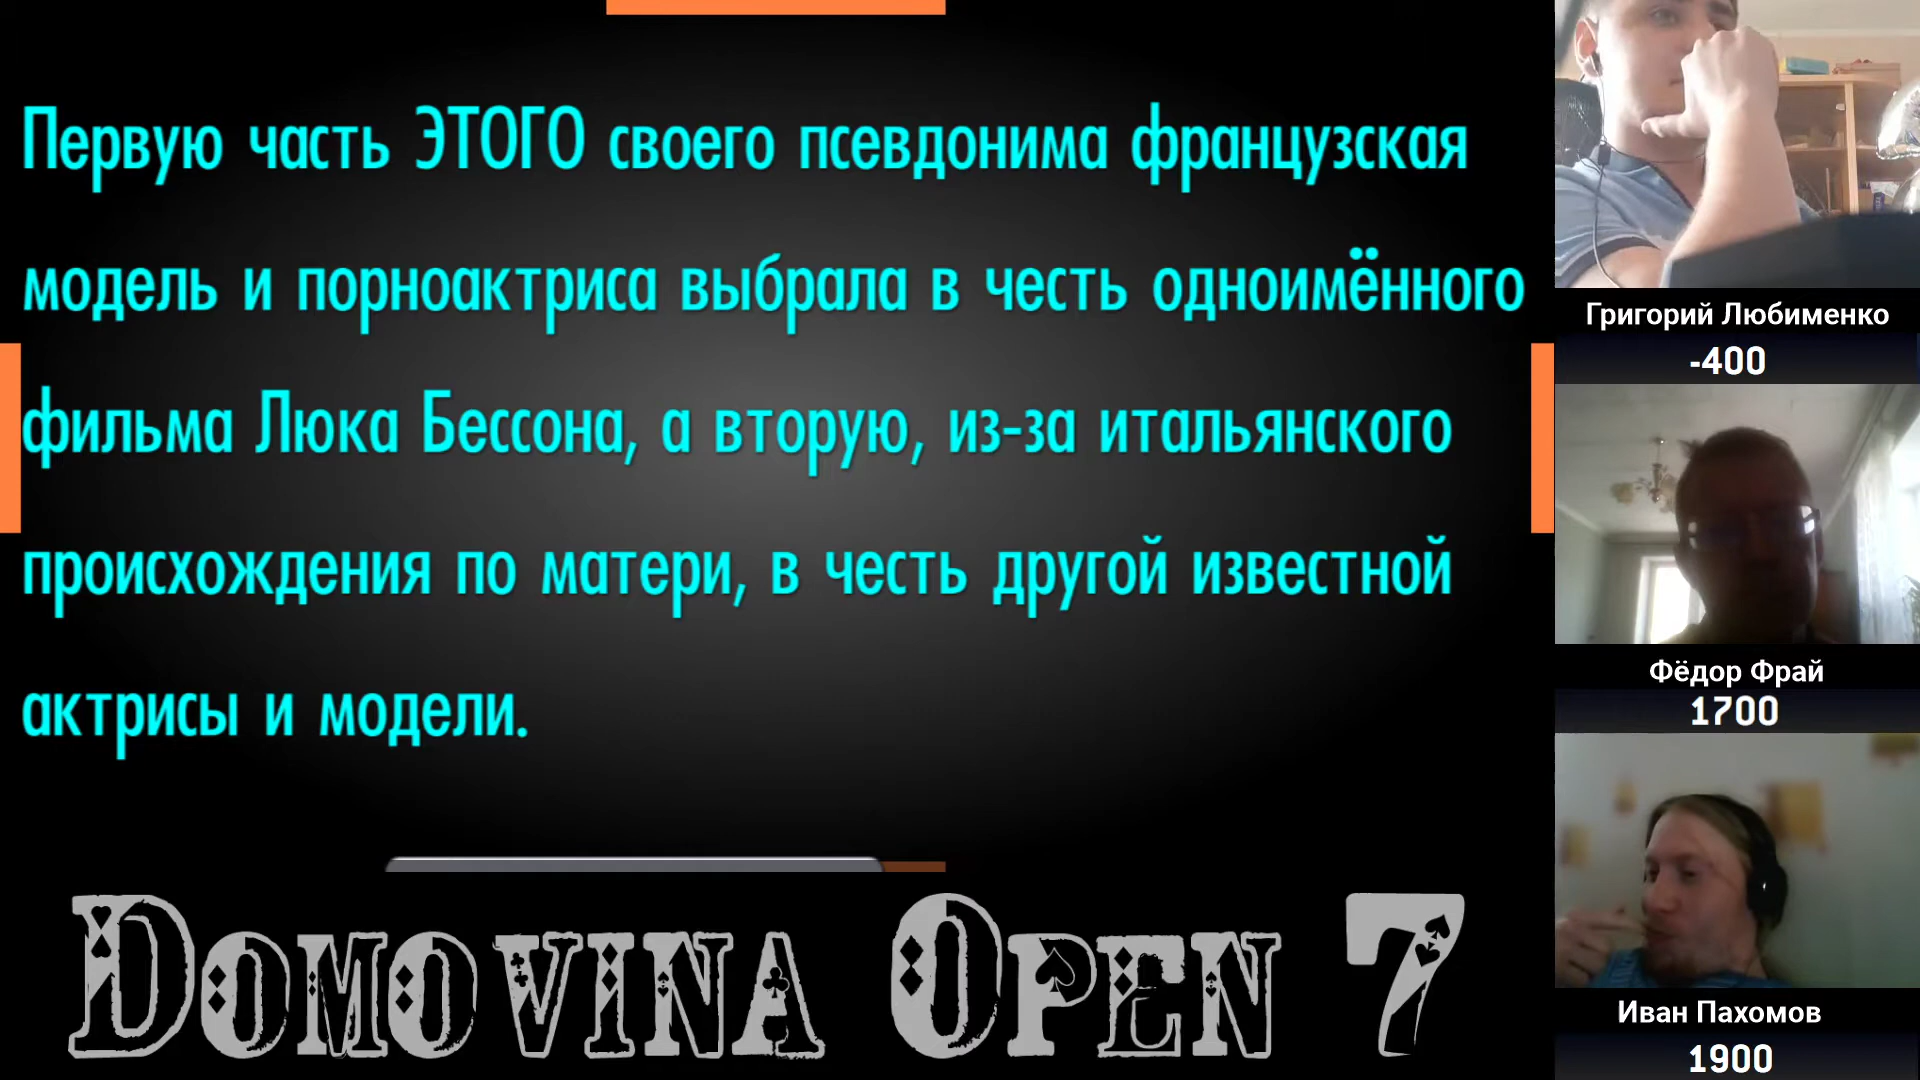 Первую часть ЭТОГО своего псевдонима французская
модель и порноактриса выбрала в честь одноимённого
фильма Люка Бессона, а вторую, из-за итальянского
происхождения по матери, в честь другой известной
актрисы и модели.
DOMOVINA OPEN 7
Григорий Любименко
-400
Фёдор Фрай
1700
Иван Пахомов
1900